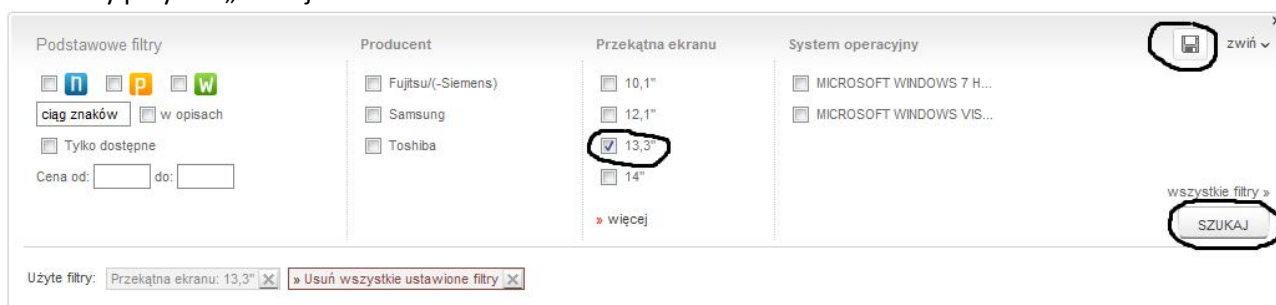 Podstawowe filtry
n p w
ciąg znaków w opisach
Tylko dostępne
Cena od: do:
Producent
Fujitsu/(-Siemens)
Samsung
Toshiba
Przekątna ekranu
10,1"
12,1"
13,3"
14"
» więcej
System operacyjny
MICROSOFT WINDOWS 7 H...
MICROSOFT WINDOWS VIS...
zwiń
wszystkie filtry »
SZUKAJ
Użyte filtry: Przekątna ekranu: 13,3" » Usuń wszystkie ustawione filtry